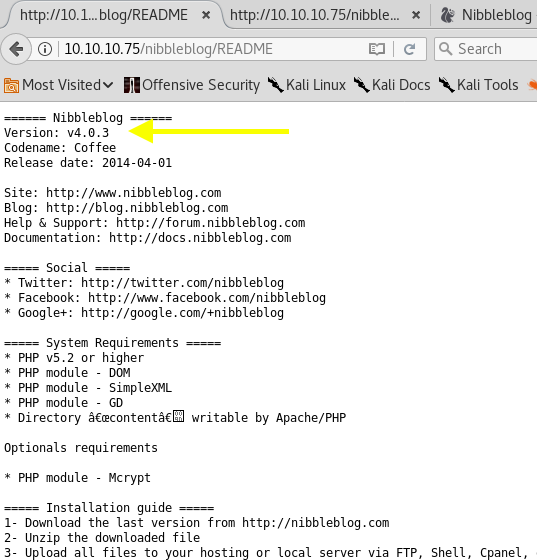 http://10.1...blog/README
http://10.10.10.75/nibble...
Nibbleblog
10.10.10.75/nibbleblog/README
Search
Most Visited
Offensive Security
Kali Linux
Kali Docs
Kali Tools
====== Nibbleblog ======
Version: v4.0.3
Codename: Coffee
Release date: 2014-04-01
Site: http://www.nibbleblog.com
Blog: http://blog.nibbleblog.com
Help & Support: http://forum.nibbleblog.com
Documentation: http://docs.nibbleblog.com
===== Social =====
* Twitter: http://twitter.com/nibbleblog
* Facebook: http://www.facebook.com/nibbleblog
* Google+: http://google.com/+nibbleblog
===== System Requirements =====
* PHP v5.2 or higher
* PHP module - DOM
* PHP module - SimpleXML
* PHP module - GD
* Directory â€œcontentâ€ writable by Apache/PHP
Optionals requirements
* PHP module - Mcrypt
===== Installation guide =====
1- Download the last version from http://nibbleblog.com
2- Unzip the downloaded file
3- Upload all files to your hosting or local server via FTP, Shell, Cpanel,